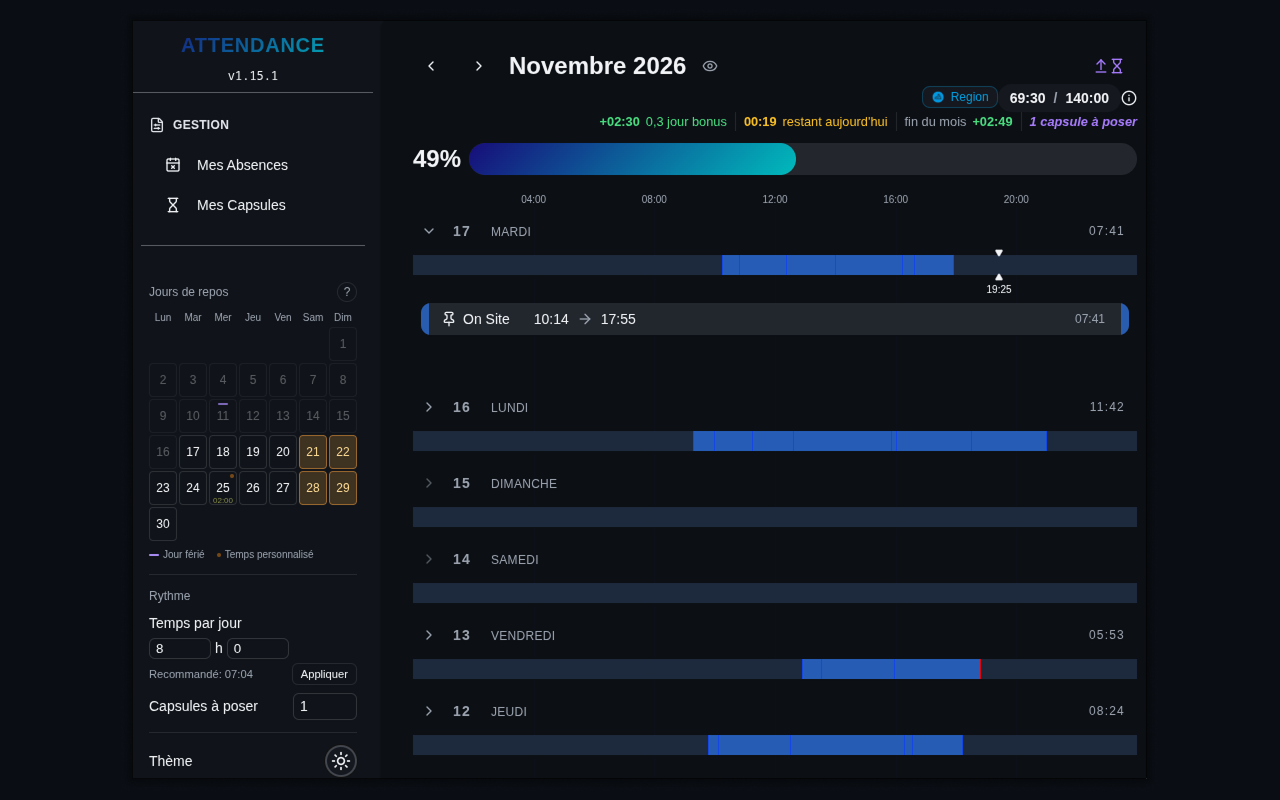 ATTENDANCE
v1.15.1
GESTION
Mes Absences
Mes Capsules
Jours de repos ?
Lun Mar Mer Jeu Ven Sam Dim
1
2 3 4 5 6 7 8
9 10 11 12 13 14 15
16 17 18 19 20 21 22
23 24 25 26 27 28 29
02:00
30
Jour férié Temps personnalisé
Rythme
Temps par jour
8 h 0
Recommandé: 07:04 Appliquer
Capsules à poser 1
Thème
Novembre 2026
Region 69:30 / 140:00
+02:30 0,3 jour bonus 00:19 restant aujourd'hui fin du mois +02:49 1 capsule à poser
49%
04:00 08:00 12:00 16:00 20:00
17 MARDI 07:41
19:25
On Site 10:14 17:55 07:41
16 LUNDI 11:42
15 DIMANCHE
14 SAMEDI
13 VENDREDI 05:53
12 JEUDI 08:24